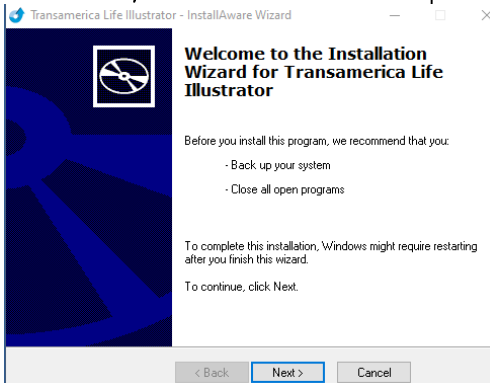 Transamerica Life Illustrator - InstallAware Wizard
Welcome to the Installation
Wizard for Transamerica Life
Illustrator
Before you install this program, we recommend that you:
- Back up your system
- Close all open programs
To complete this installation, Windows might require restarting
after you finish this wizard.
To continue, click Next.
< Back
Next >
Cancel